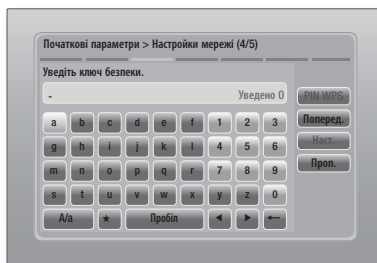 Початкові параметри > Настройки мережі (4/5)
Уведіть ключ безпеки.
- Уведено 0
PIN WPS
a b c d e f 1 2 3
Поперед.
g h i j k l 4 5 6
Наст.
m n o p q r 7 8 9
Проп.
s t u v w x y z 0
A/a ★ Пробіл ◄ ► ←